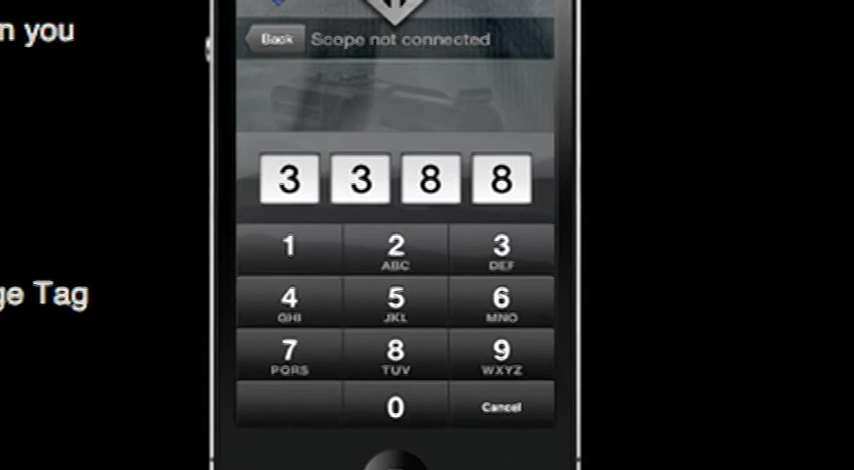 n you
Back Scope not connected
3 3 8 8
1 2 3
ABC DEF
4 5 6
GHI JKL MNO
7 8 9
PQRS TUV WXYZ
0 Cancel
ge Tag